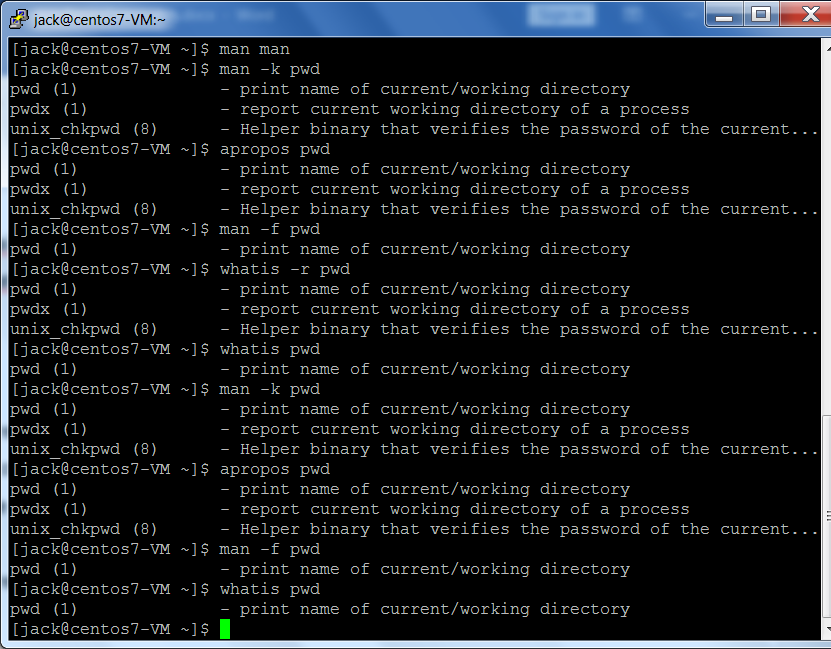 jack@centos7-VM:~
[jack@centos7-VM ~]$ man man
[jack@centos7-VM ~]$ man -k pwd
pwd (1)              - print name of current/working directory
pwdx (1)             - report current working directory of a process
unix_chkpwd (8)      - Helper binary that verifies the password of the current...
[jack@centos7-VM ~]$ apropos pwd
pwd (1)              - print name of current/working directory
pwdx (1)             - report current working directory of a process
unix_chkpwd (8)      - Helper binary that verifies the password of the current...
[jack@centos7-VM ~]$ man -f pwd
pwd (1)              - print name of current/working directory
[jack@centos7-VM ~]$ whatis -r pwd
pwd (1)              - print name of current/working directory
pwdx (1)             - report current working directory of a process
unix_chkpwd (8)      - Helper binary that verifies the password of the current...
[jack@centos7-VM ~]$ whatis pwd
pwd (1)              - print name of current/working directory
[jack@centos7-VM ~]$ man -k pwd
pwd (1)              - print name of current/working directory
pwdx (1)             - report current working directory of a process
unix_chkpwd (8)      - Helper binary that verifies the password of the current...
[jack@centos7-VM ~]$ apropos pwd
pwd (1)              - print name of current/working directory
pwdx (1)             - report current working directory of a process
unix_chkpwd (8)      - Helper binary that verifies the password of the current...
[jack@centos7-VM ~]$ man -f pwd
pwd (1)              - print name of current/working directory
[jack@centos7-VM ~]$ whatis pwd
pwd (1)              - print name of current/working directory
[jack@centos7-VM ~]$